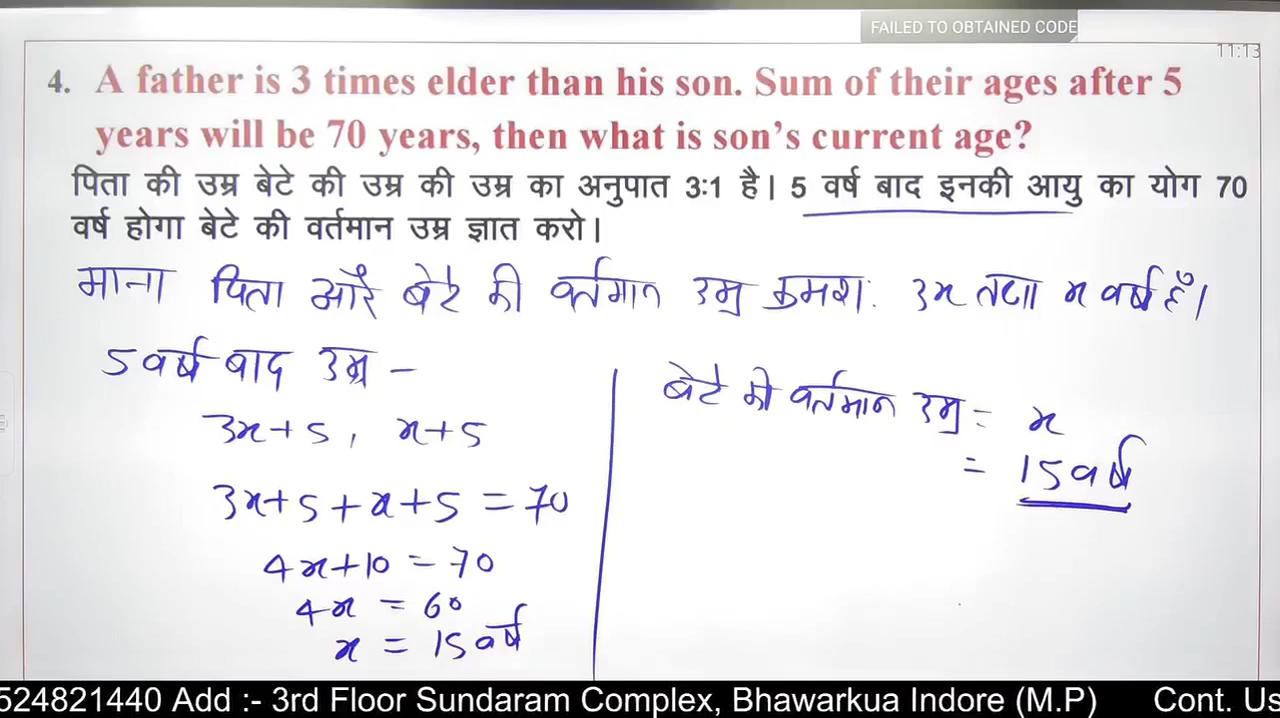 FAILED TO OBTAINED CODE
11:13
4. A father is 3 times elder than his son. Sum of their ages after 5
years will be 70 years, then what is son's current age?
पिता की उम्र बेटे की उम्र की उम्र का अनुपात 3:1 है। 5 वर्ष बाद इनकी आयु का योग 70
वर्ष होगा बेटे की वर्तमान उम्र ज्ञात करो।
माना पिता और बेटे की वर्तमान उम्र क्रमशः 3x तथा x वर्ष है।
5 वर्ष बाद उम्र -
3x+5, x+5
3x+5+x+5=70
4x+10=70
4x=60
x=15 वर्ष
बेटे की वर्तमान उम्र = x
= 15 वर्ष
524821440 Add :- 3rd Floor Sundaram Complex, Bhawarkua Indore (M.P) Cont. Us